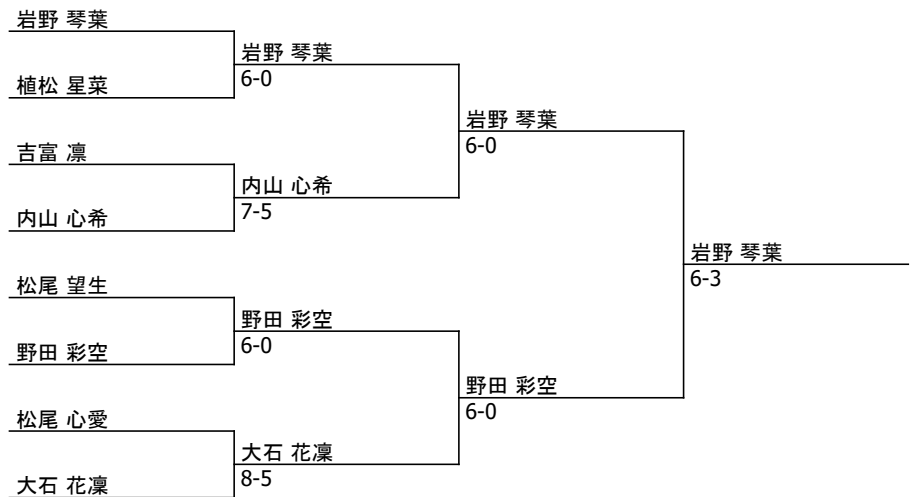 岩野 琴葉
植松 星菜
吉富 凛
内山 心希
松尾 望生
野田 彩空
松尾 心愛
大石 花凜
岩野 琴葉
6-0
内山 心希
7-5
野田 彩空
6-0
大石 花凜
8-5
岩野 琴葉
6-0
野田 彩空
6-0
岩野 琴葉
6-3